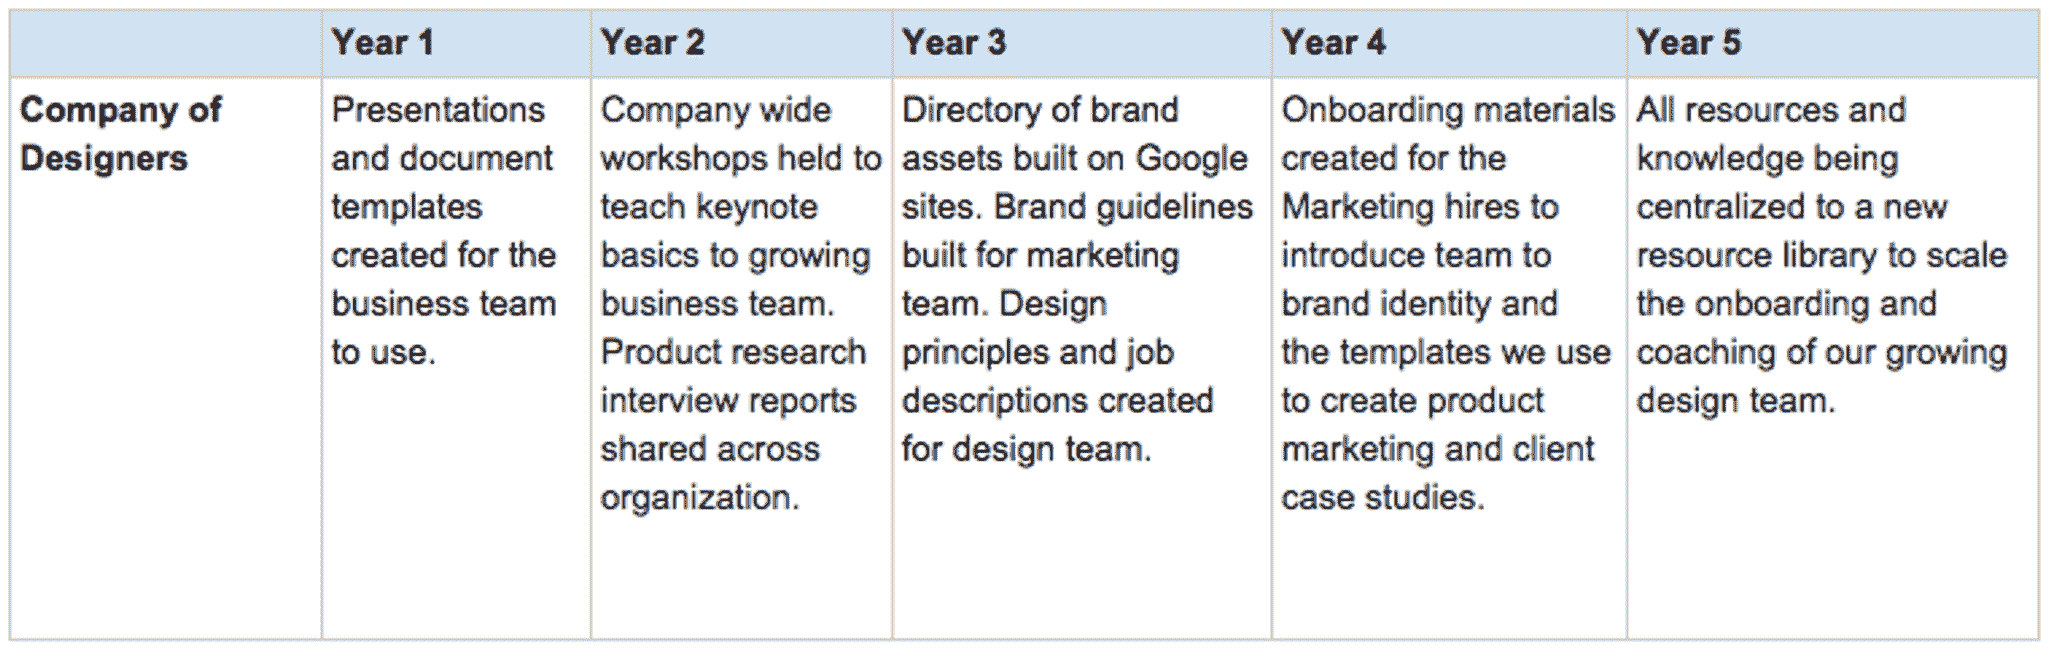 Year 1
Year 2
Year 3
Year 4
Year 5
Company of
Designers
Presentations
and document
templates
created for the
business team
to use.
Company wide
workshops held to
teach keynote
basics to growing
business team.
Product research
interview reports
shared across
organization.
Directory of brand
assets built on Google
sites. Brand guidelines
built for marketing
team. Design
principles and job
descriptions created
for design team.
Onboarding materials
created for the
Marketing hires to
introduce team to
brand identity and
the templates we use
to create product
marketing and client
case studies.
All resources and
knowledge being
centralized to a new
resource library to scale
the onboarding and
coaching of our growing
design team.